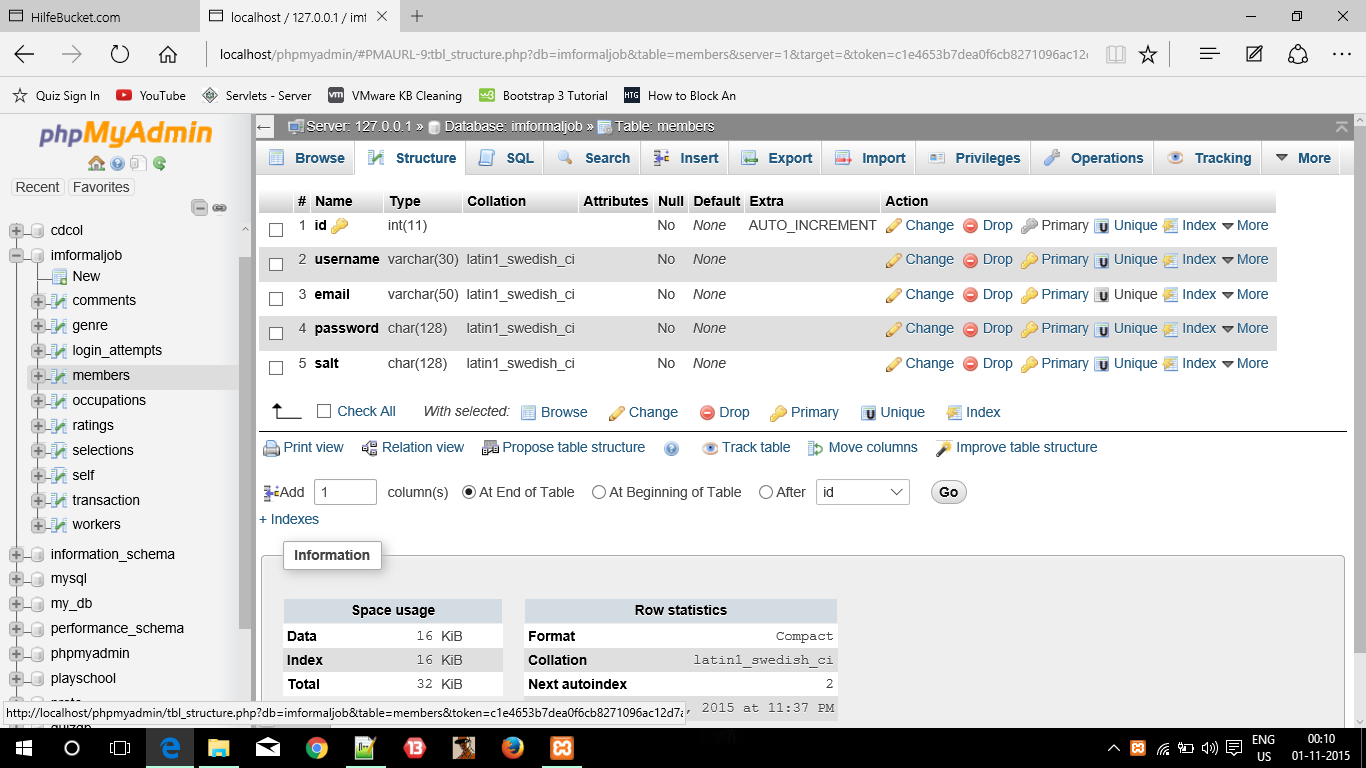 HilfeBucket.com
localhost / 127.0.0.1 / imf
localhost/phpmyadmin/#PMAURL-9:tbl_structure.php?db=imformaljob&table=members&server=1&target=&token=c1e4653b7dea0f6cb8271096ac12d
Quiz Sign In YouTube Servlets - Server VMware KB Cleaning Bootstrap 3 Tutorial How to Block An
phpMyAdmin
Recent Favorites
cdcol
imformaljob
New
comments
genre
login_attempts
members
occupations
ratings
selections
self
transaction
workers
information_schema
mysql
my_db
performance_schema
phpmyadmin
playschool
Server: 127.0.0.1 » Database: imformaljob » Table: members
Browse Structure SQL Search Insert Export Import Privileges Operations Tracking More
# Name Type Collation Attributes Null Default Extra Action
1 id int(11) No None AUTO_INCREMENT Change Drop Primary Unique Index More
2 username varchar(30) latin1_swedish_ci No None Change Drop Primary Unique Index More
3 email varchar(50) latin1_swedish_ci No None Change Drop Primary Unique Index More
4 password char(128) latin1_swedish_ci No None Change Drop Primary Unique Index More
5 salt char(128) latin1_swedish_ci No None Change Drop Primary Unique Index More
Check All With selected: Browse Change Drop Primary Unique Index
Print view Relation view Propose table structure Track table Move columns Improve table structure
Add 1 column(s) At End of Table At Beginning of Table After id Go
+ Indexes
Information
Space usage
Data 16 KiB
Index 16 KiB
Total 32 KiB
Row statistics
Format Compact
Collation latin1_swedish_ci
Next autoindex 2
, 2015 at 11:37 PM
http://localhost/phpmyadmin/tbl_structure.php?db=imformaljob&table=members&token=c1e4653b7dea0f6cb8271096ac12d7a
ENG
US
00:10
01-11-2015